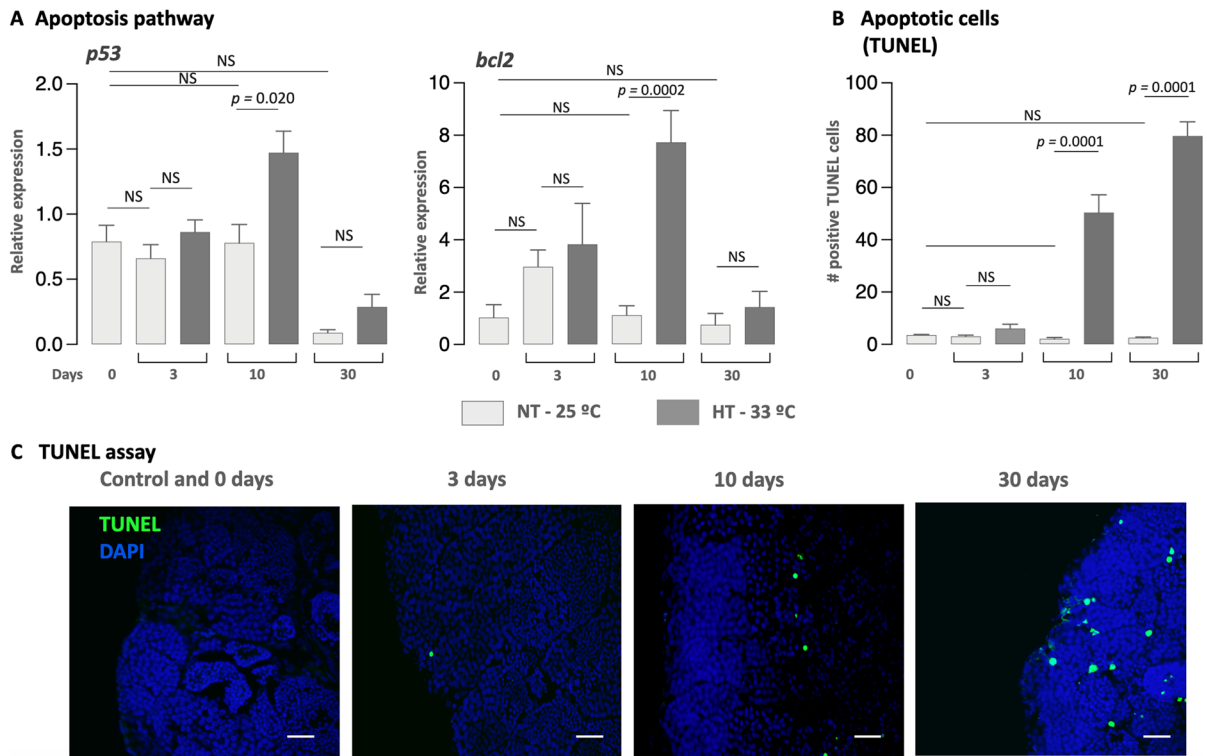 A Apoptosis pathway
p53
NS
NS
p = 0.020
NS
NS
NS
Relative expression
2.0
1.5
1.0
0.5
0.0
Days 0 3 10 30
bcl2
NS
p = 0.0002
NS
NS
NS
NS
Relative expression
10
8
6
4
2
0
0 3 10 30
B Apoptotic cells
(TUNEL)
p = 0.0001
NS
p = 0.0001
NS
NS
# positive TUNEL cells
100
80
60
40
20
0
0 3 10 30
NT - 25 ºC HT - 33 ºC
C TUNEL assay
Control and 0 days 3 days 10 days 30 days
TUNEL
DAPI